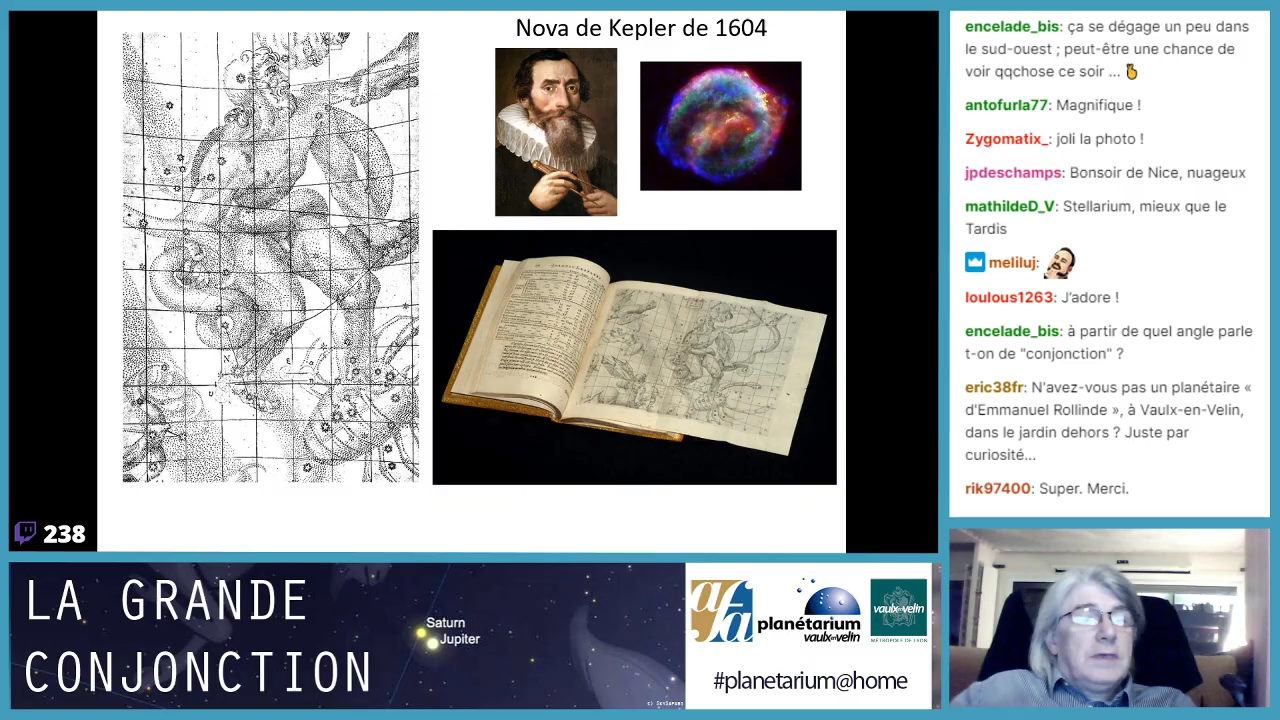 Nova de Kepler de 1604
238
encelade_bis: ça se dégage un peu dans
le sud-ouest ; peut-être une chance de
voir qqchose ce soir ...
antofurla77: Magnifique !
Zygomatix_: joli la photo !
jpdeschamps: Bonsoir de Nice, nuageux
mathildeD_V: Stellarium, mieux que le
Tardis
meliluj:
loulous1263: J'adore !
encelade_bis: à partir de quel angle parle
t-on de "conjonction" ?
eric38fr: N'avez-vous pas un planétaire «
d'Emmanuel Rollinde », à Vaulx-en-Velin,
dans le jardin dehors ? Juste par
curiosité...
rik97400: Super. Merci.
LA GRANDE
CONJONCTION
Saturn
Jupiter
afa
planétarium
vaulx-en-velin
vaulx-en-velin
MÉTROPOLE DE LYON
#planetarium@home